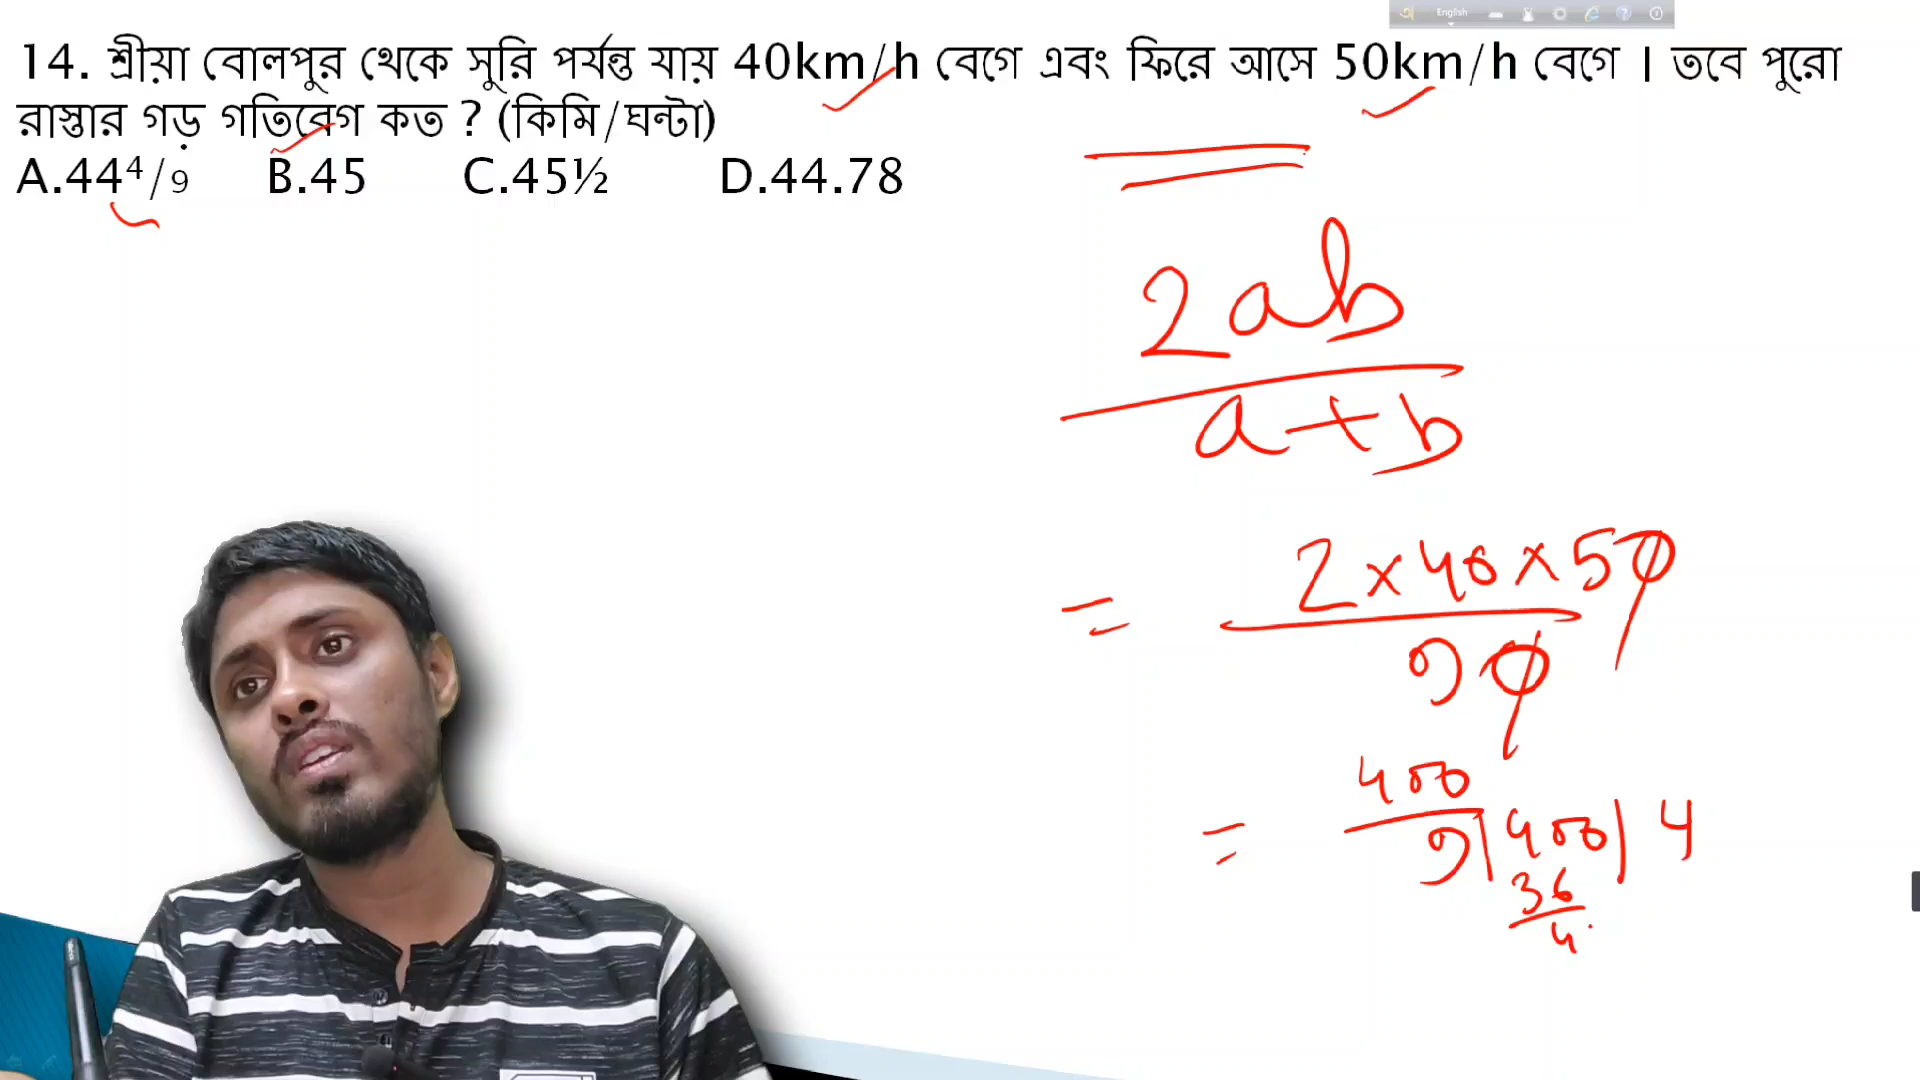 English
14. শ্রীয়া বোলপুর থেকে সুরি পর্যন্ত যায় 40km/h বেগে এবং ফিরে আসে 50km/h বেগে । তবে পুরো
রাস্তার গড় গতিবেগ কত ? (কিমি/ঘন্টা)
A.44⁴/₉ B.45 C.45½ D.44.78
2ab
a+b
= 2×40×50
90
= 400
9|400|4
36
4